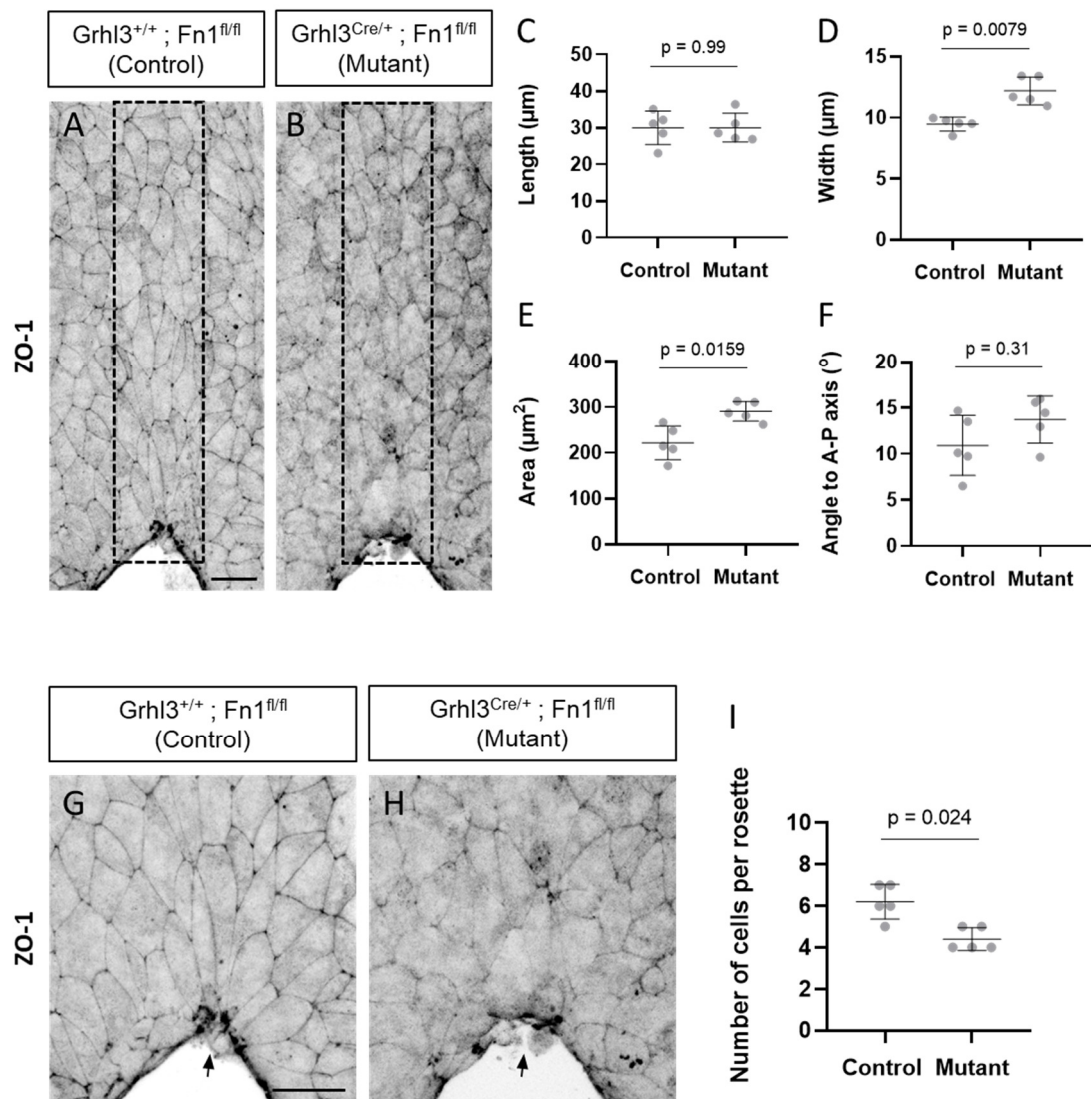 Grhl3+/+ ; Fn1fl/fl
(Control)
Grhl3Cre/+ ; Fn1fl/fl
(Mutant)
ZO-1
A
B
C
p = 0.99
Length (µm)
50
40
30
20
10
0
Control Mutant
D
p = 0.0079
Width (µm)
15
10
5
0
Control Mutant
E
p = 0.0159
Area (µm2)
400
300
200
100
0
Control Mutant
F
p = 0.31
Angle to A-P axis (o)
20
15
10
5
0
Control Mutant
Grhl3+/+ ; Fn1fl/fl
(Control)
Grhl3Cre/+ ; Fn1fl/fl
(Mutant)
ZO-1
G
H
I
p = 0.024
Number of cells per rosette
10
8
6
4
2
0
Control Mutant